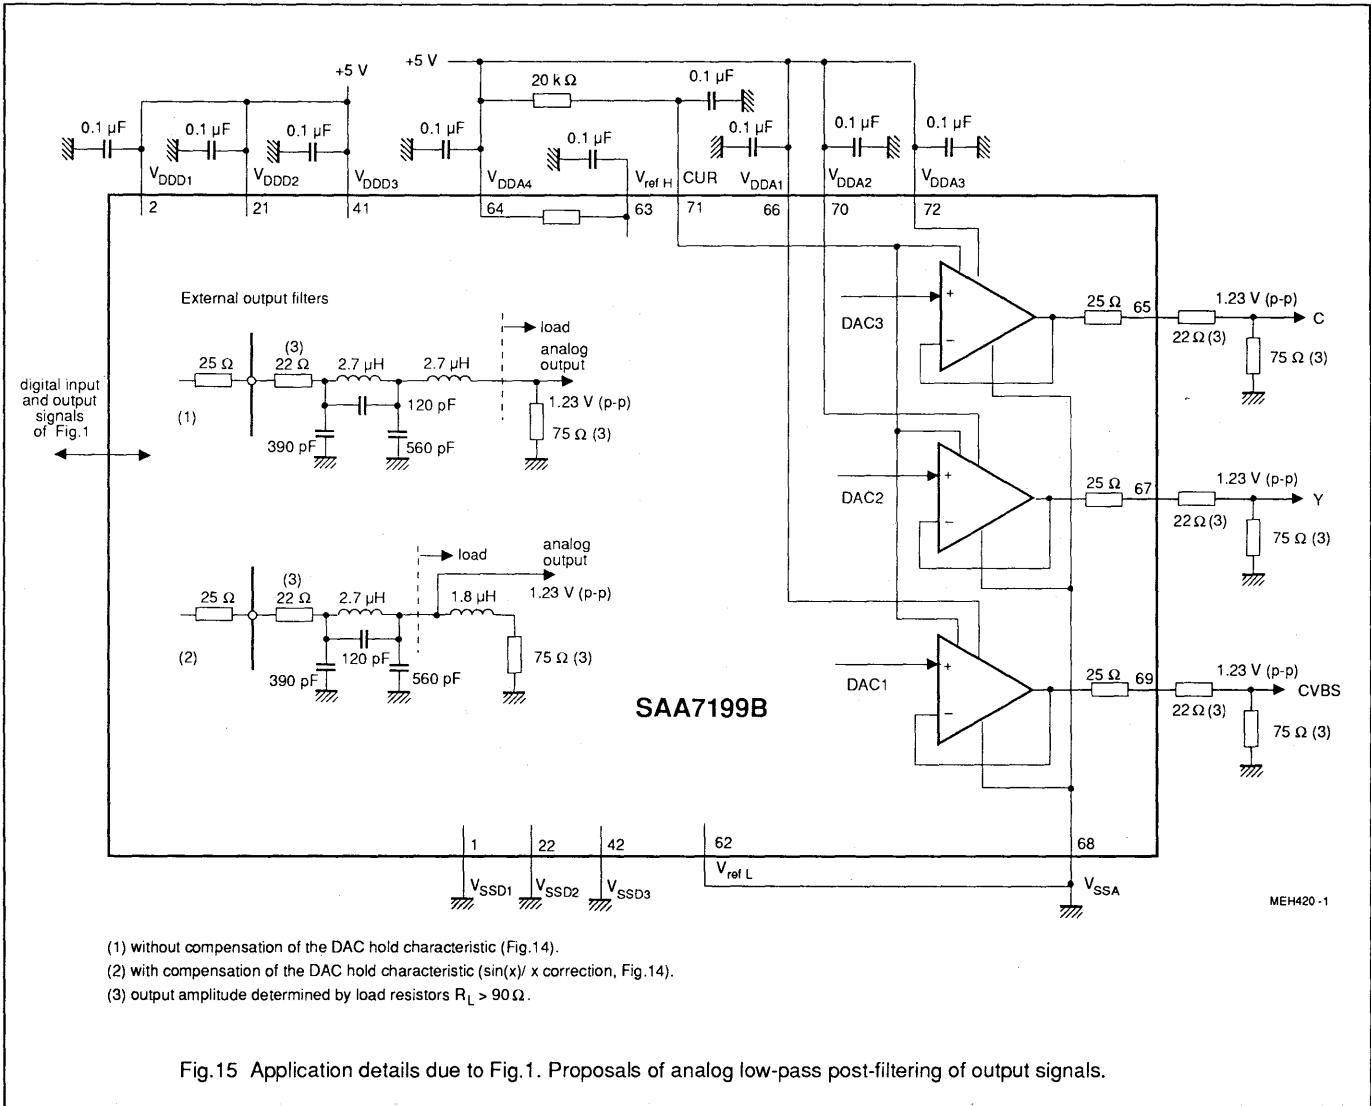 +5 V
+5 V
20 k Ω
0.1 µF
0.1 µF
0.1 µF
0.1 µF
0.1 µF
0.1 µF
0.1 µF
0.1 µF
0.1 µF
VDDD1
VDDD2
VDDD3
VDDA4
Vref H
CUR
VDDA1
VDDA2
VDDA3
2
21
41
64
63
71
66
70
72
External output filters
load
analog
output
25 Ω
(3)
22 Ω
2.7 µH
2.7 µH
120 pF
390 pF
560 pF
1.23 V (p-p)
75 Ω (3)
(1)
digital input
and output
signals
of Fig.1
load
analog
output
1.23 V (p-p)
25 Ω
(3)
22 Ω
2.7 µH
1.8 µH
120 pF
390 pF
560 pF
75 Ω (3)
(2)
DAC3
+
−
25 Ω
65
22 Ω (3)
1.23 V (p-p)
C
75 Ω (3)
DAC2
+
−
25 Ω
67
22 Ω (3)
1.23 V (p-p)
Y
75 Ω (3)
DAC1
+
−
25 Ω
69
22 Ω (3)
1.23 V (p-p)
CVBS
75 Ω (3)
SAA7199B
1
22
42
62
68
VSSD1
VSSD2
VSSD3
Vref L
VSSA
MEH420 -1
(1) without compensation of the DAC hold characteristic (Fig.14).
(2) with compensation of the DAC hold characteristic (sin(x)/ x correction, Fig.14).
(3) output amplitude determined by load resistors RL > 90 Ω.
Fig.15 Application details due to Fig.1. Proposals of analog low-pass post-filtering of output signals.